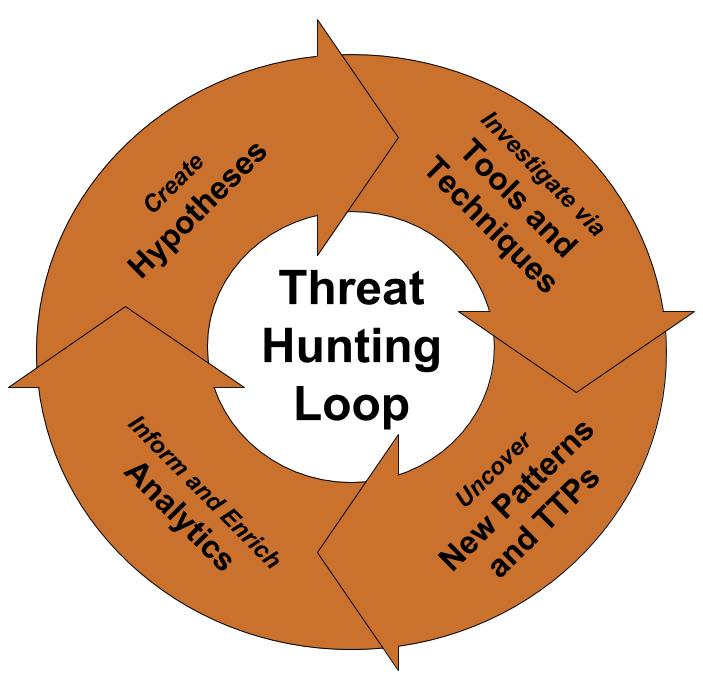 Create
Hypotheses
Investigate via
Tools and
Techniques
Threat
Hunting
Loop
Uncover
New Patterns
and TTPs
Inform and Enrich
Analytics